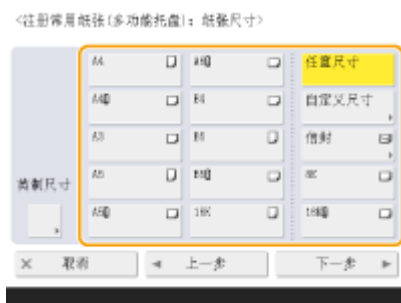 <注册常用纸张(多功能托盘): 纸张尺寸>
A4
A4R
A3
A5
A5R
B4
B5
B5R
16K
任意尺寸
自定义尺寸
信封
8K
16KR
英制尺寸
× 取消
◄ 上一步
下一步 ►